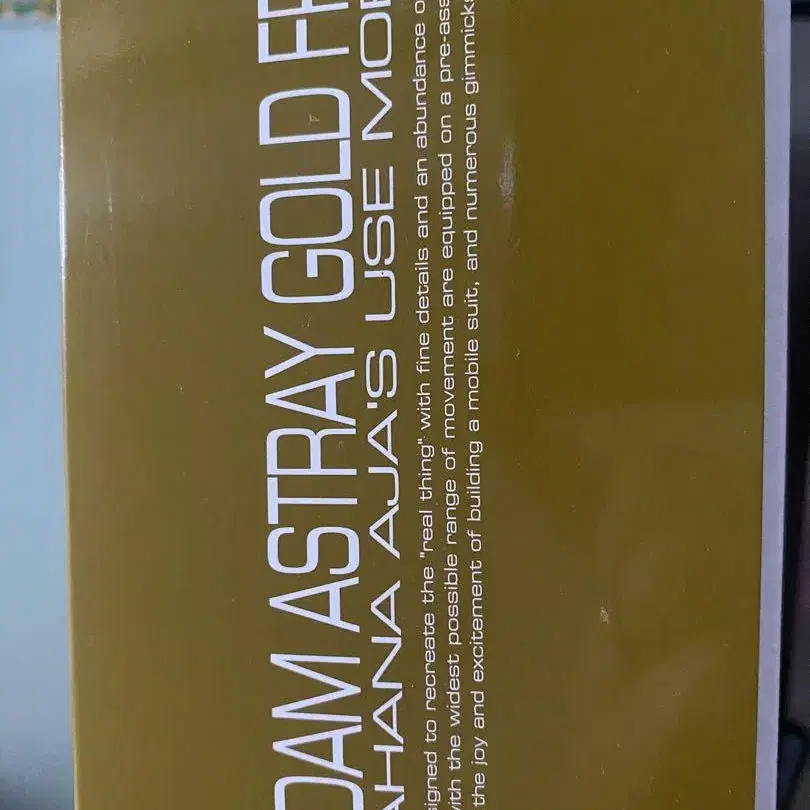 DAM ASTRAY GOLD FR
AHANA AJA'S USE MOB
signed to recreate the "real thing" with fine details and an abundance o
with the widest possible range of movement are equipped on a pre-ass
the joy and excitement of building a mobile suit, and numerous gimmicks